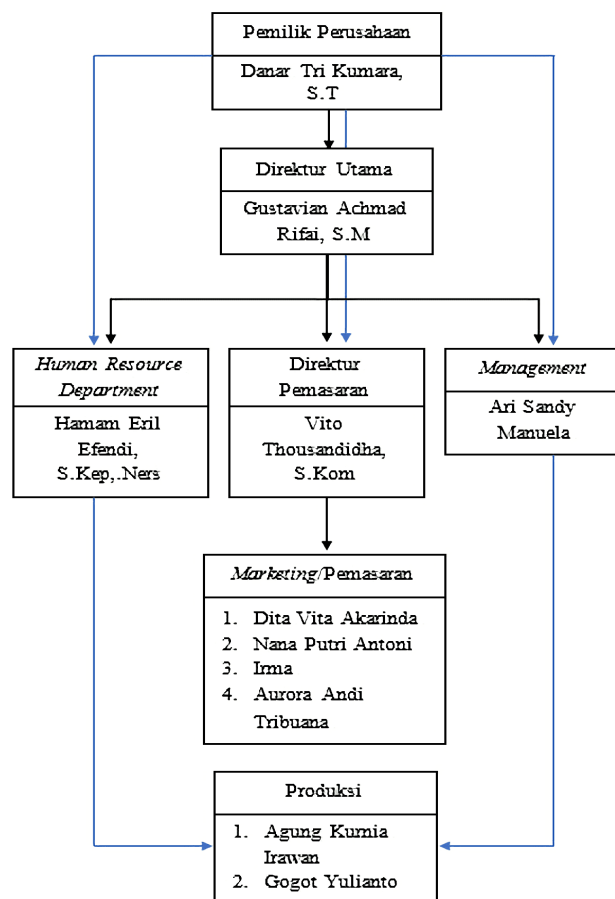 Pemilik Perusahaan
Danar Tri Kumara,
S.T
Direktur Utama
Gustavian Achmad
Rifai, S.M
Human Resource
Department
Hamam Eril
Efendi,
S.Kep,.Ners
Direktur
Pemasaran
Vito
Thousandidha,
S.Kom
Management
Ari Sandy
Manuela
Marketing/Pemasaran
1. Dita Vita Akarinda
2. Nana Putri Antoni
3. Irma
4. Aurora Andi
Tribuana
Produksi
1. Agung Kurnia
Irawan
2. Gogot Yulianto